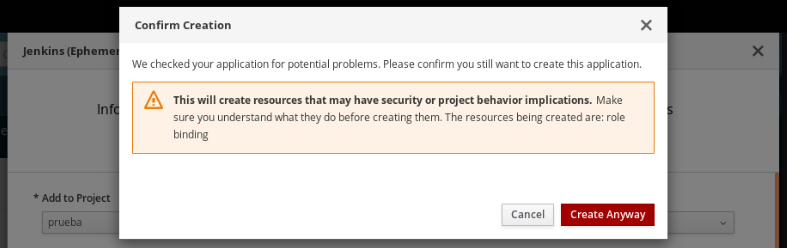 Confirm Creation
Jenkins (Ephemer
We checked your application for potential problems. Please confirm you still want to create this application.
This will create resources that may have security or project behavior implications. Make
sure you understand what they do before creating them. The resources being created are: role
binding
* Add to Project
prueba
Cancel
Create Anyway